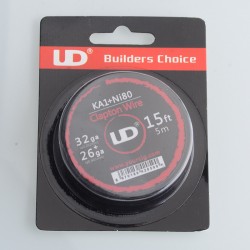 UD Builders Choice
KA1+Ni80
Clapton Wire
32ga
+
26ga
UD
15ft
5m